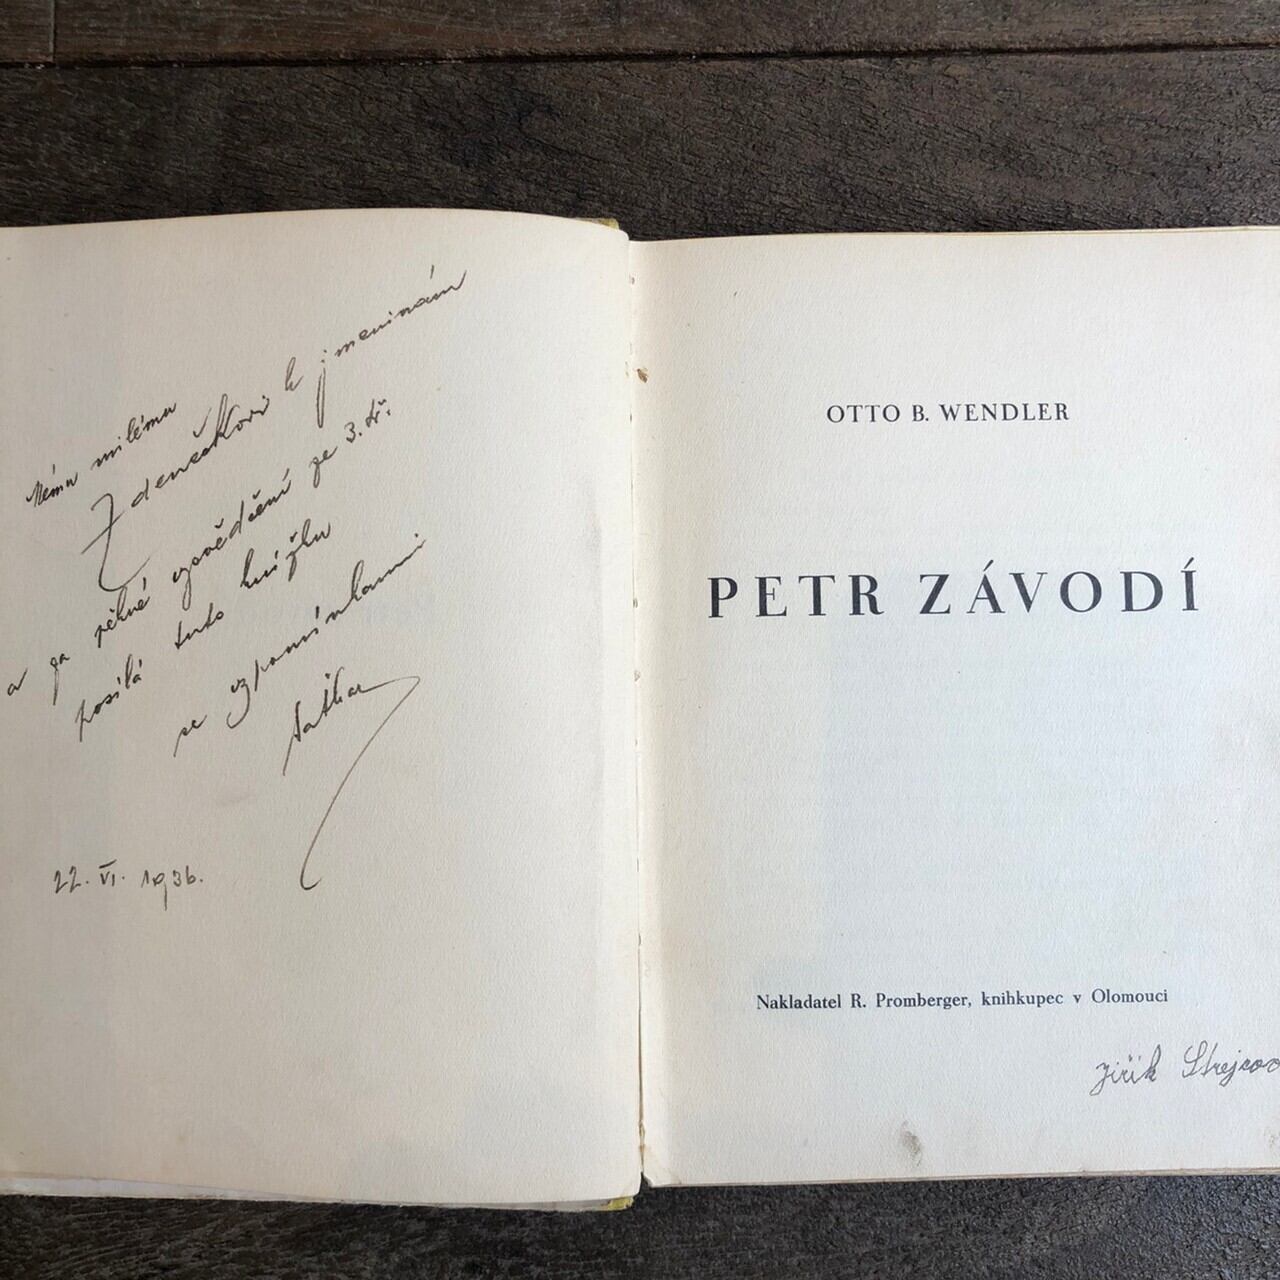 Mému milému
Zdenečkovi k jmeninám
a za pěkné vysvědčení ze 3. tř.
posílá tuto knížku
se vzpomínkami
22. VI. 1936.
OTTO B. WENDLER
PETR ZÁVODÍ
Nakladatel R. Promberger, knihkupec v Olomouci
Jiřík